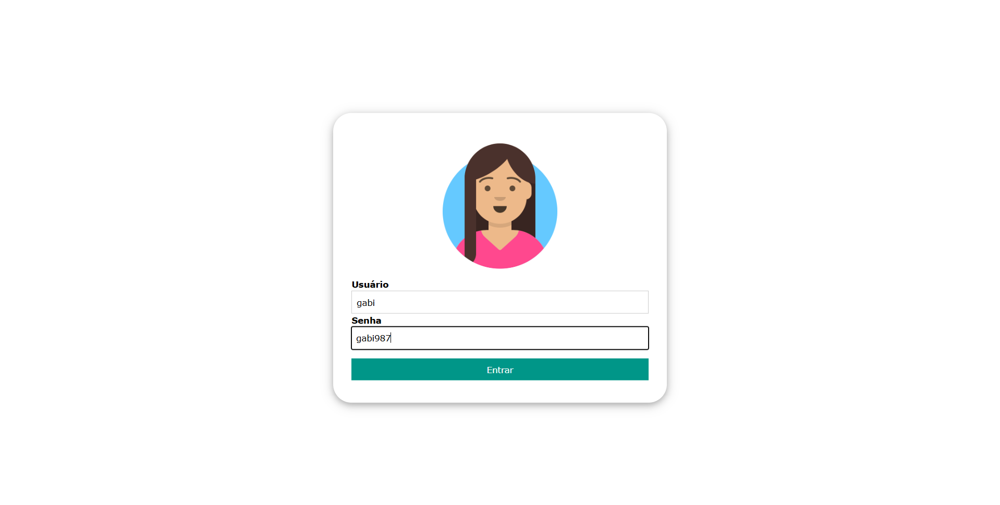 Usuário
gabi
Senha
gabi987
Entrar